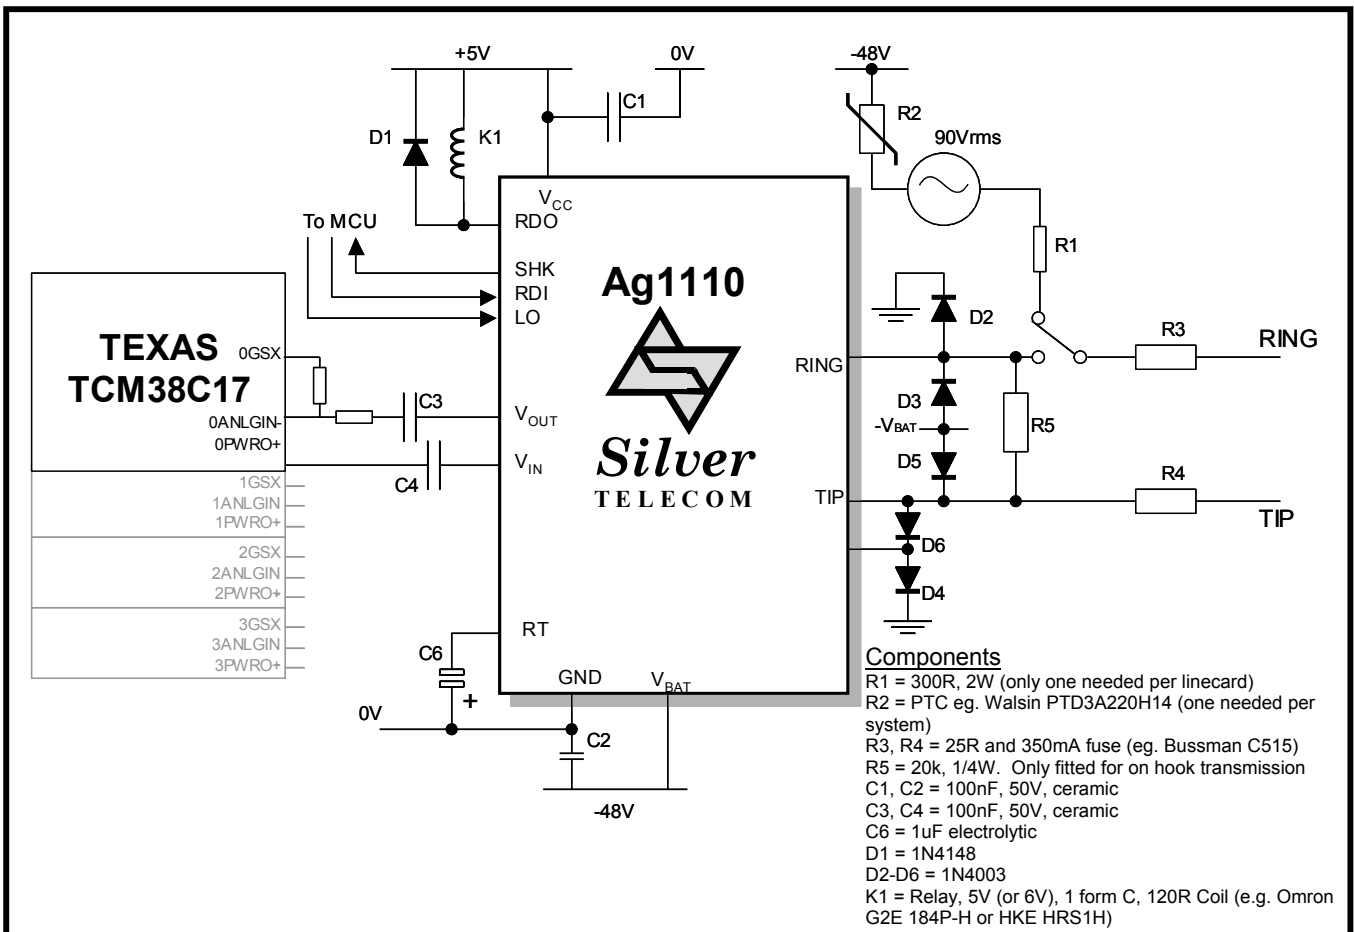 +5V
0V
-48V
C1
R2
D1
K1
90Vrms
VCC
RDO
To MCU
R1
SHK
RDI
LO
Ag1110
D2
TEXAS
TCM38C17
0GSX
R3
RING
RING
D3
C3
VOUT
0ANLGIN-
0PWRO+
-VBAT
R5
Silver
TELECOM
D5
VIN
C4
R4
1GSX
1ANLGIN
1PWRO+
TIP
TIP
D6
2GSX
2ANLGIN
2PWRO+
D4
3GSX
3ANLGIN
3PWRO+
RT
C6
+
GND
VBAT
0V
C2
-48V
Components
R1 = 300R, 2W (only one needed per linecard)
R2 = PTC eg. Walsin PTD3A220H14 (one needed per
system)
R3, R4 = 25R and 350mA fuse (eg. Bussman C515)
R5 = 20k, 1/4W. Only fitted for on hook transmission
C1, C2 = 100nF, 50V, ceramic
C3, C4 = 100nF, 50V, ceramic
C6 = 1uF electrolytic
D1 = 1N4148
D2-D6 = 1N4003
K1 = Relay, 5V (or 6V), 1 form C, 120R Coil (e.g. Omron
G2E 184P-H or HKE HRS1H)